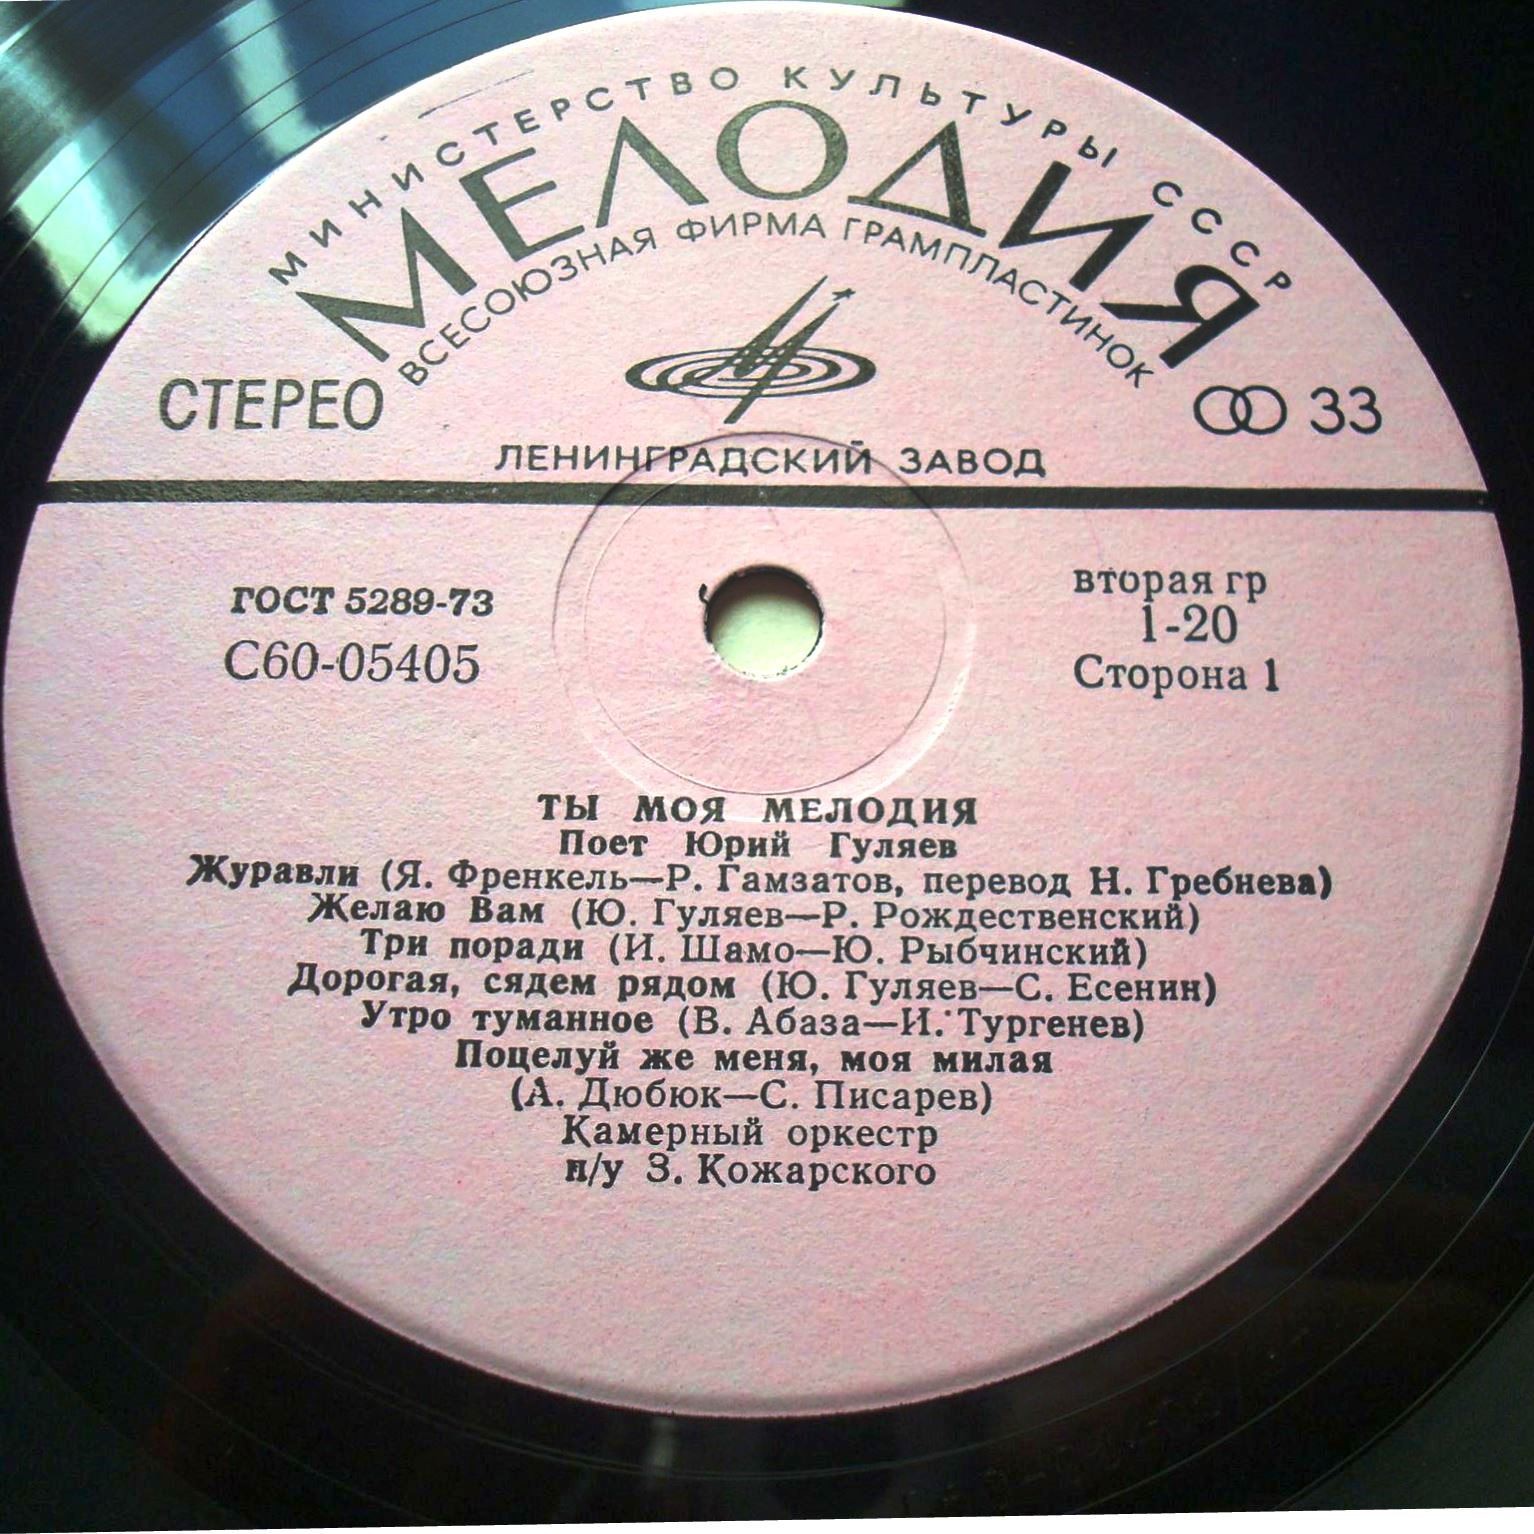 МИНИСТЕРСТВО КУЛЬТУРЫ СССР
МЕЛОДИЯ
ВСЕСОЮЗНАЯ ФИРМА ГРАМПЛАСТИНОК
СТЕРЕО
33
ЛЕНИНГРАДСКИЙ ЗАВОД
ГОСТ 5289-73
С60-05405
вторая гр
1-20
Сторона 1
ТЫ МОЯ МЕЛОДИЯ
Поет Юрий Гуляев
Журавли (Я. Френкель—Р. Гамзатов, перевод Н. Гребнева)
Желаю Вам (Ю. Гуляев—Р. Рождественский)
Три поради (И. Шамо—Ю. Рыбчинский)
Дорогая, сядем рядом (Ю. Гуляев—С. Есенин)
Утро туманное (В. Абаза—И. Тургенев)
Поцелуй же меня, моя милая
(А. Дюбюк—С. Писарев)
Камерный оркестр
п/у З. Кожарского